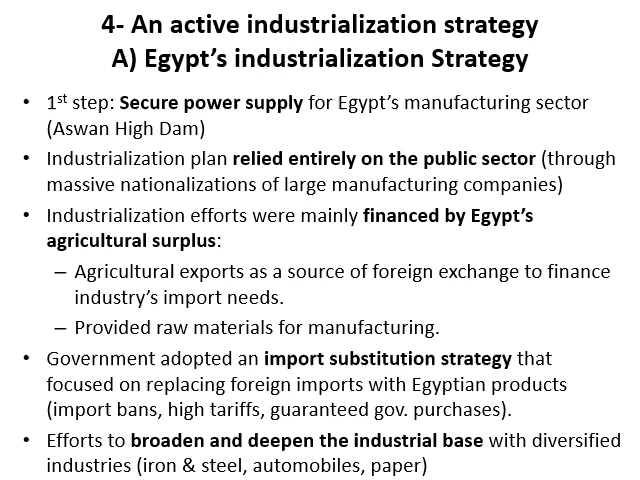 4- An active industrialization strategy
A) Egypt’s industrialization Strategy
• 1st step: Secure power supply for Egypt’s manufacturing sector
(Aswan High Dam)
• Industrialization plan relied entirely on the public sector (through
massive nationalizations of large manufacturing companies)
• Industrialization efforts were mainly financed by Egypt’s
agricultural surplus:
– Agricultural exports as a source of foreign exchange to finance
industry’s import needs.
– Provided raw materials for manufacturing.
• Government adopted an import substitution strategy that
focused on replacing foreign imports with Egyptian products
(import bans, high tariffs, guaranteed gov. purchases).
• Efforts to broaden and deepen the industrial base with diversified
industries (iron & steel, automobiles, paper)